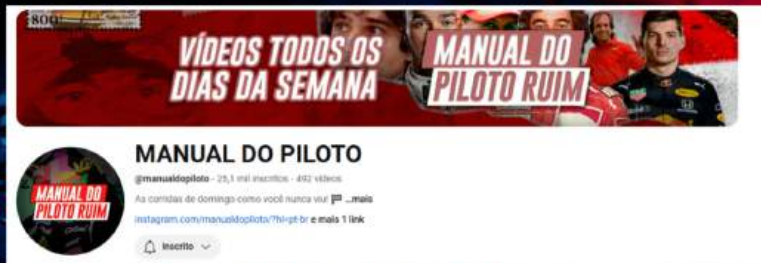 800
VÍDEOS TODOS OS
DIAS DA SEMANA
MANUAL DO
PILOTO RUIM
MANUAL DO PILOTO
@manualdopiloto - 25,1 mil inscritos - 492 vídeos
As corridas de domingo como você nunca viu! ...mais
instagram.com/manualdopiloto/?hl=pt-br e mais 1 link
MANUAL DO
PILOTO RUIM
Inscrito